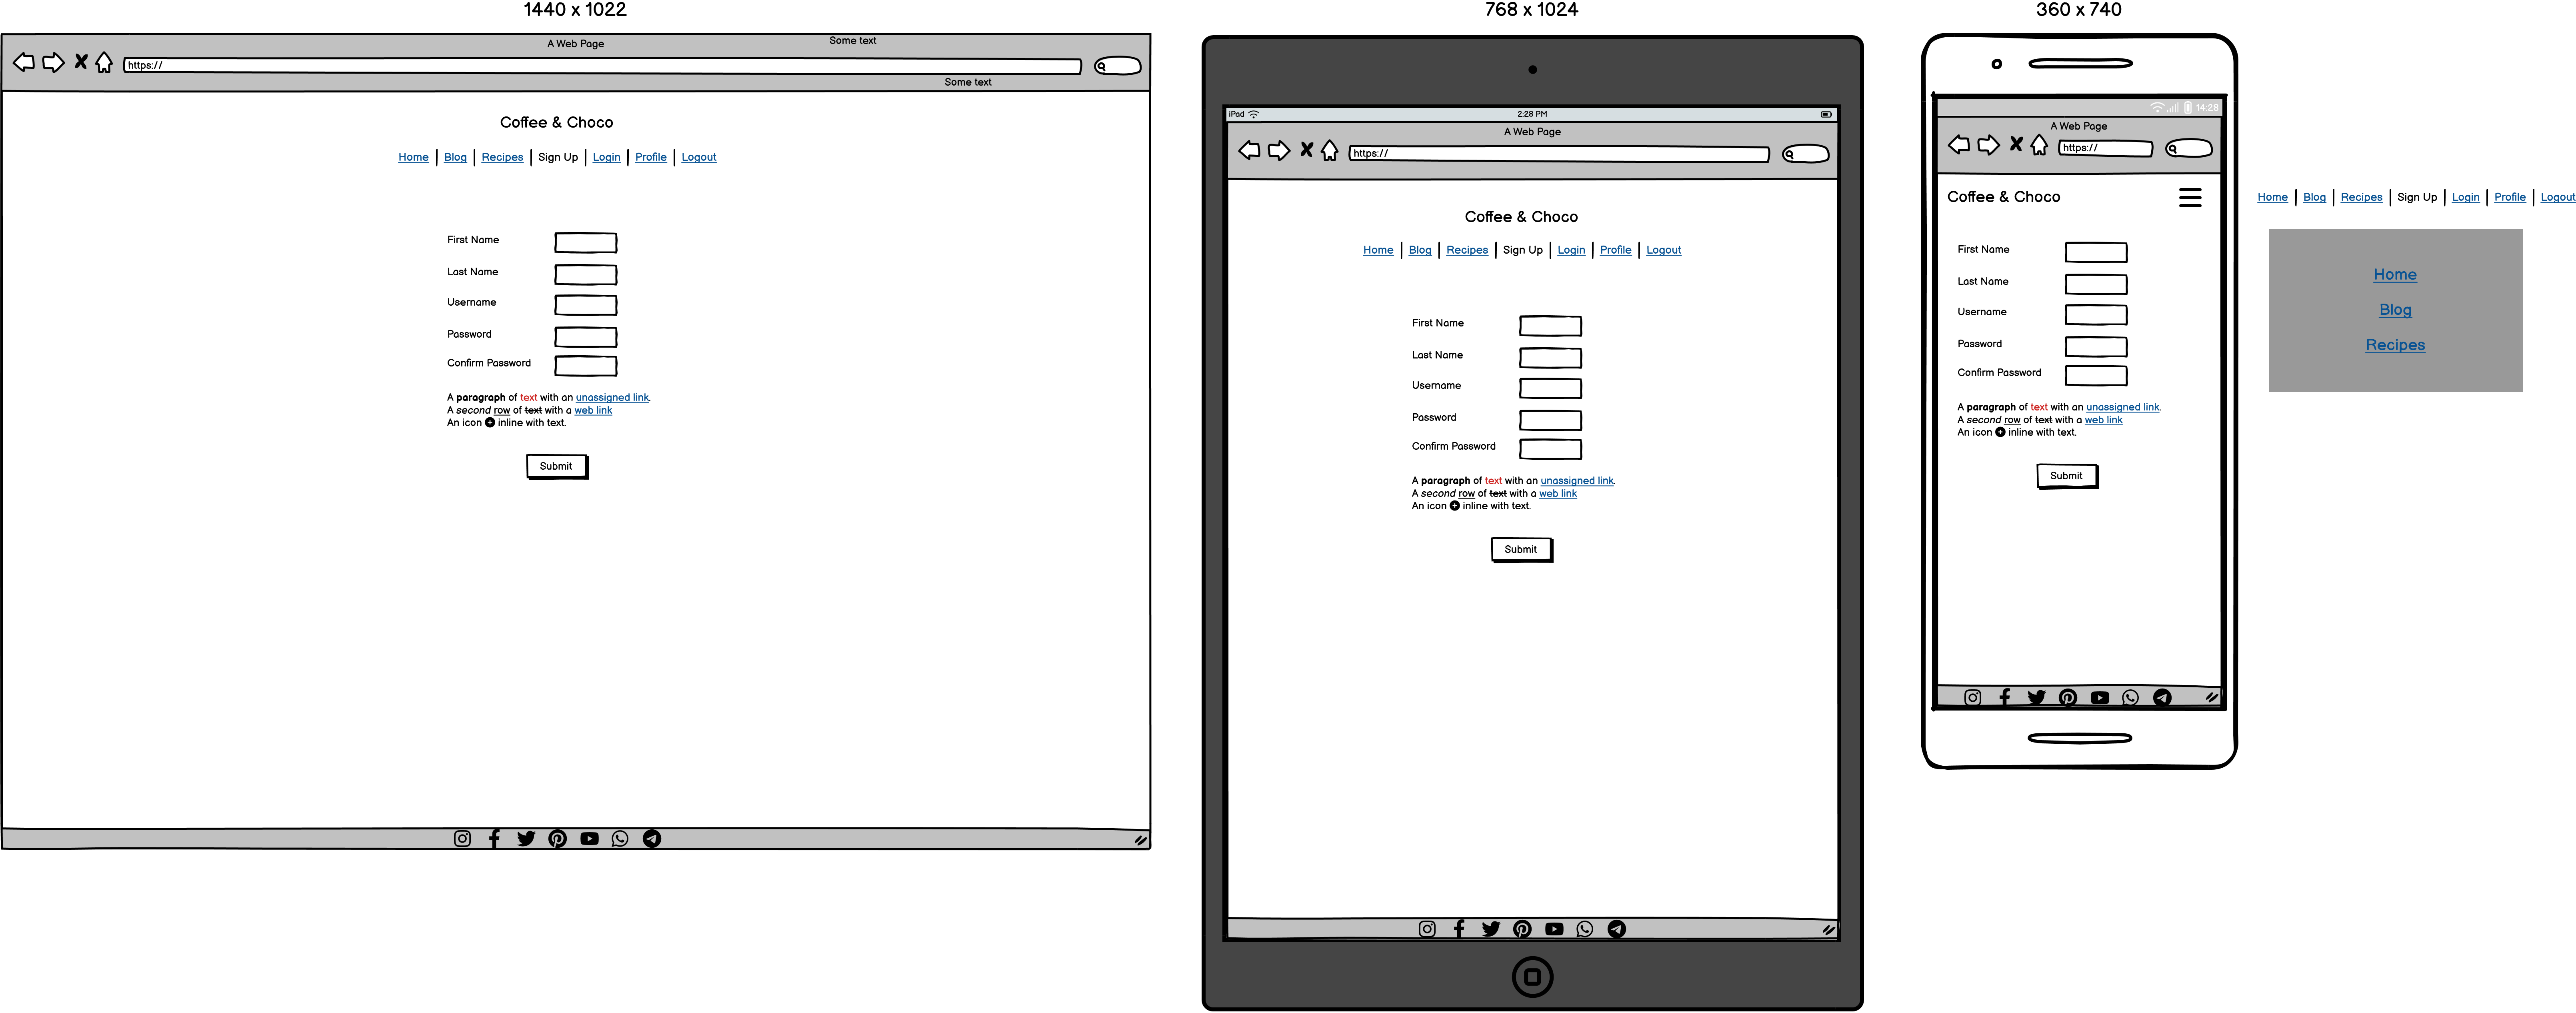 1440 x 1022
A Web Page
Some text
https://
Some text
Coffee & Choco
Home | Blog | Recipes | Sign Up | Login | Profile | Logout
First Name
Last Name
Username
Password
Confirm Password
A paragraph of text with an unassigned link.
A second row of text with a web link
An icon inline with text.
Submit
768 x 1024
iPad
2:28 PM
A Web Page
https://
Coffee & Choco
Home | Blog | Recipes | Sign Up | Login | Profile | Logout
First Name
Last Name
Username
Password
Confirm Password
A paragraph of text with an unassigned link.
A second row of text with a web link
An icon inline with text.
Submit
360 x 740
14:28
A Web Page
https://
Coffee & Choco
First Name
Last Name
Username
Password
Confirm Password
A paragraph of text with an unassigned link.
A second row of text with a web link
An icon inline with text.
Submit
Home | Blog | Recipes | Sign Up | Login | Profile | Logout
Home
Blog
Recipes